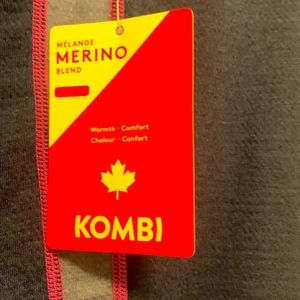 MÉLANGE
MERINO
BLEND
Warmth · Comfort
Chaleur · Confort
KOMBI